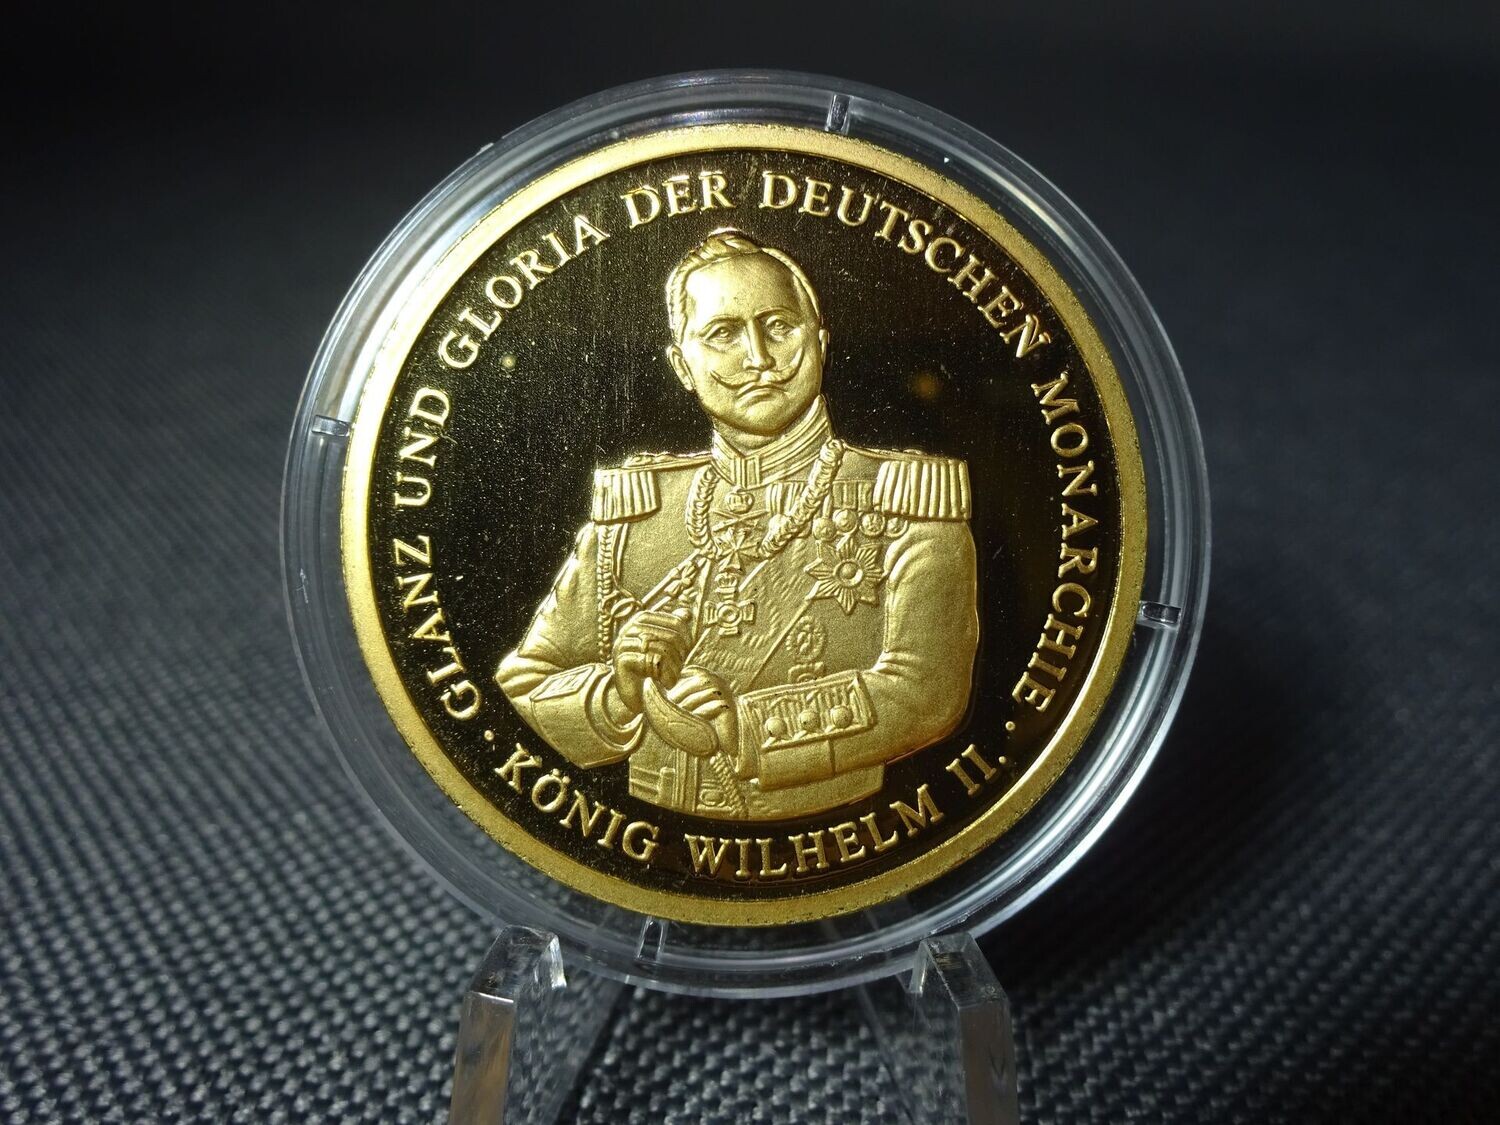 · GLANZ UND GLORIA DER DEUTSCHEN MONARCHIE ·
KÖNIG WILHELM II.